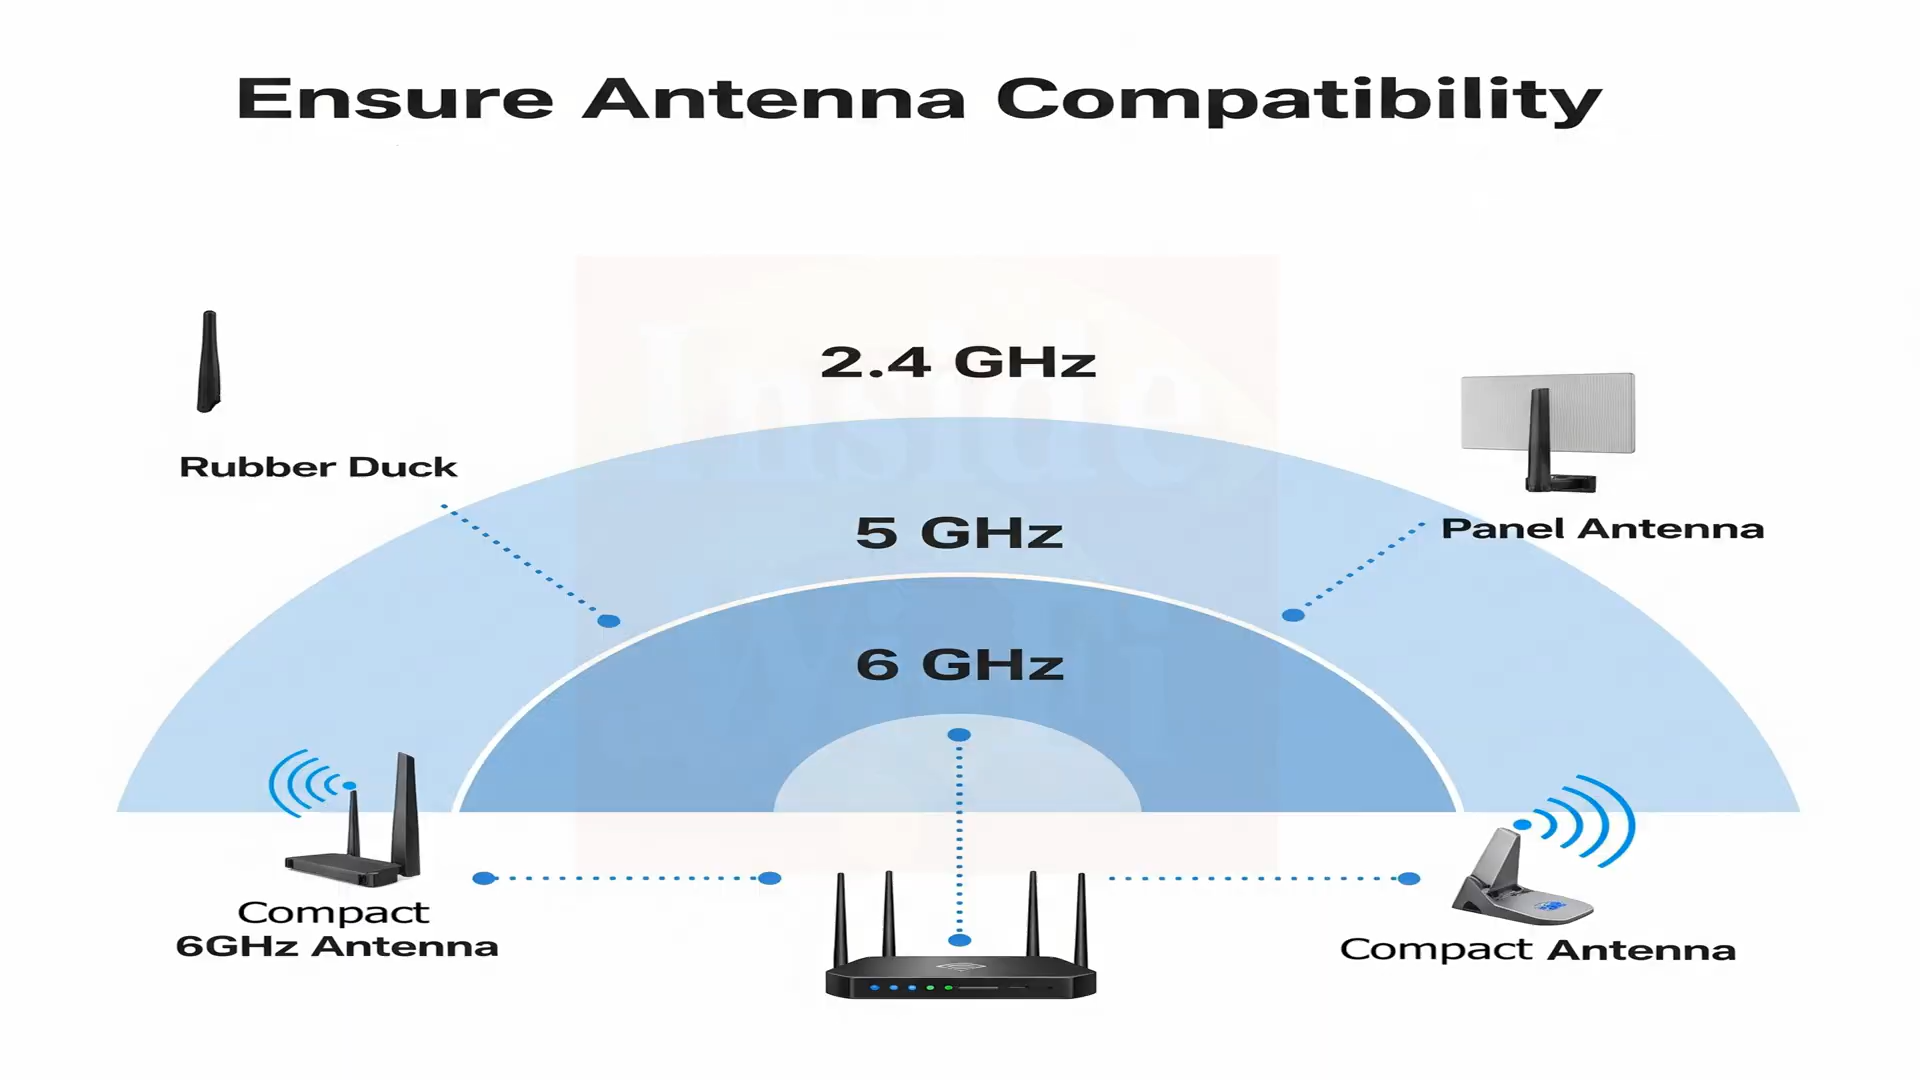 Ensure Antenna Compatibility
2.4 GHz
Rubber Duck
5 GHz
Panel Antenna
6 GHz
Compact
6GHz Antenna
Compact Antenna
Inside,